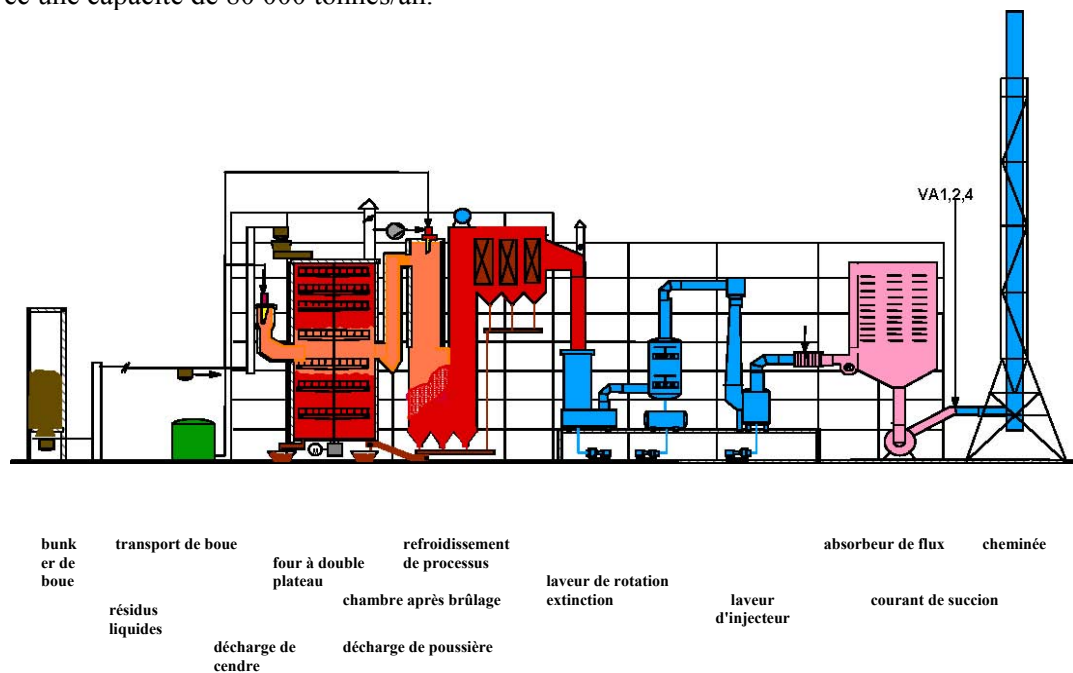 ec une capacité de 80 000 tonnes/an.
VA1,2,4
M
bunk
er de
boue
transport de boue
résidus
liquides
décharge de
cendre
four à double
plateau
refroidissement
de processus
chambre après brûlage
décharge de poussière
laveur de rotation
extinction
laveur
d'injecteur
absorbeur de flux
courant de succion
cheminée